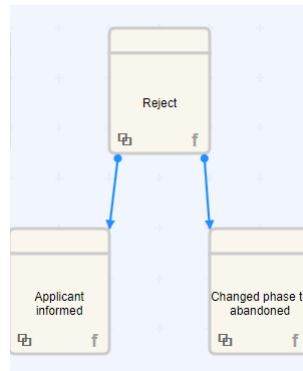 Reject
f
Applicant
informed
f
Changed phase t
abandoned
f